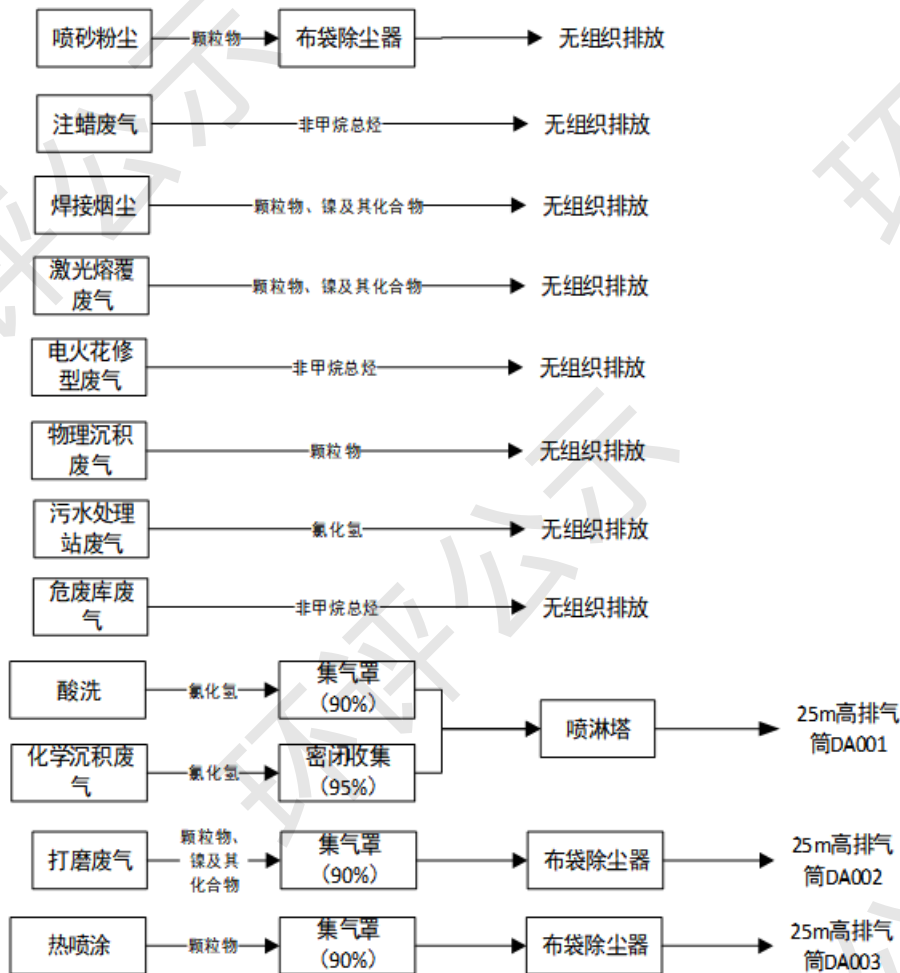 喷砂粉尘 颗粒物 布袋除尘器 无组织排放
注蜡废气 非甲烷总烃 无组织排放
焊接烟尘 颗粒物、镍及其化合物 无组织排放
激光熔覆
废气
颗粒物、镍及其化合物 无组织排放
电火花修
型废气
非甲烷总烃 无组织排放
物理沉积
废气
颗粒物 无组织排放
污水处理
站废气
氯化氢 无组织排放
危废库废
气
非甲烷总烃 无组织排放
酸洗 氯化氢
集气罩
（90%）
化学沉积废
气
氯化氢
密闭收集
（95%）
喷淋塔
25m高排气
筒DA001
打磨废气
颗粒物、
镍及其
化合物
集气罩
（90%）
布袋除尘器
25m高排气
筒DA002
热喷涂 颗粒物
集气罩
（90%）
布袋除尘器
25m高排气
筒DA003
环评公示